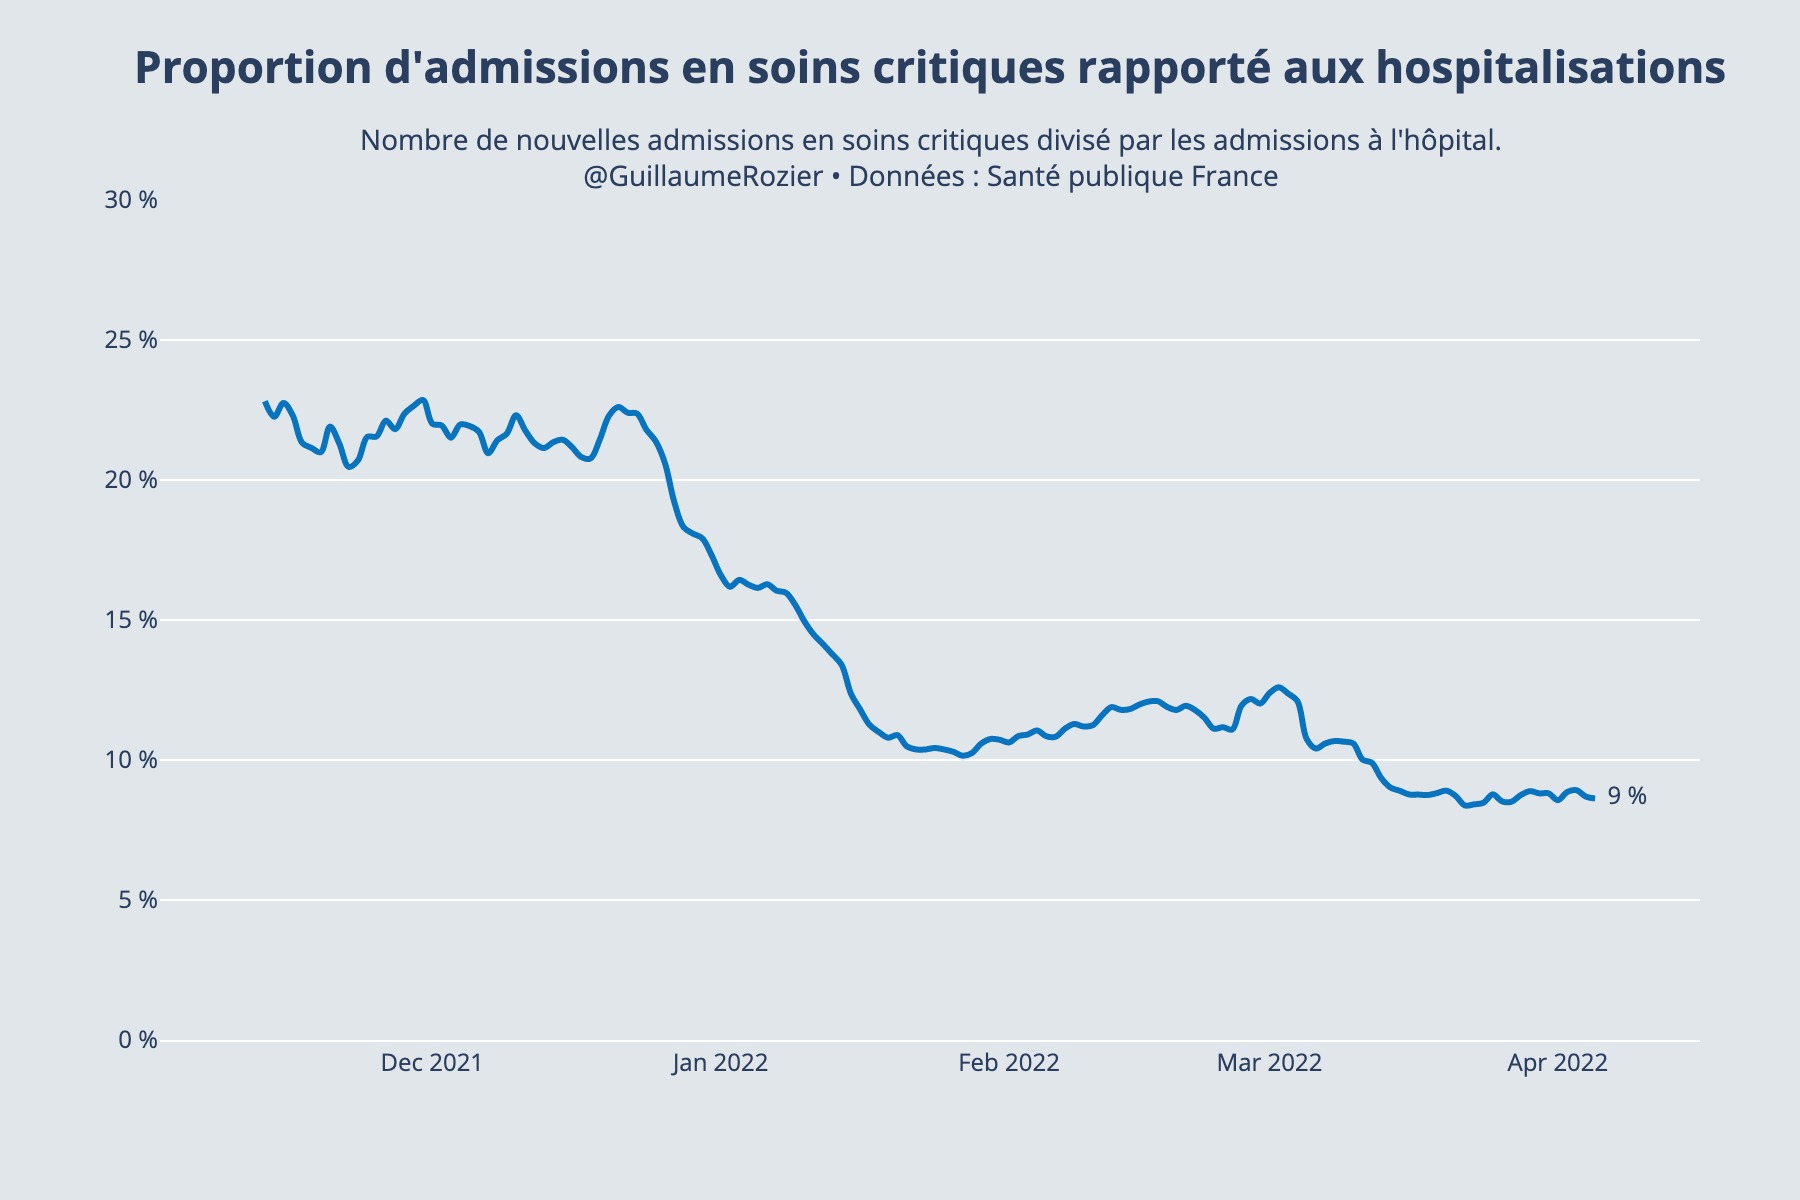 Proportion d'admissions en soins critiques rapporté aux hospitalisations
Nombre de nouvelles admissions en soins critiques divisé par les admissions à l'hôpital.
@GuillaumeRozier • Données : Santé publique France
30 %
25 %
20 %
15 %
10 %
9 %
5 %
0 %
Dec 2021 Jan 2022 Feb 2022 Mar 2022 Apr 2022